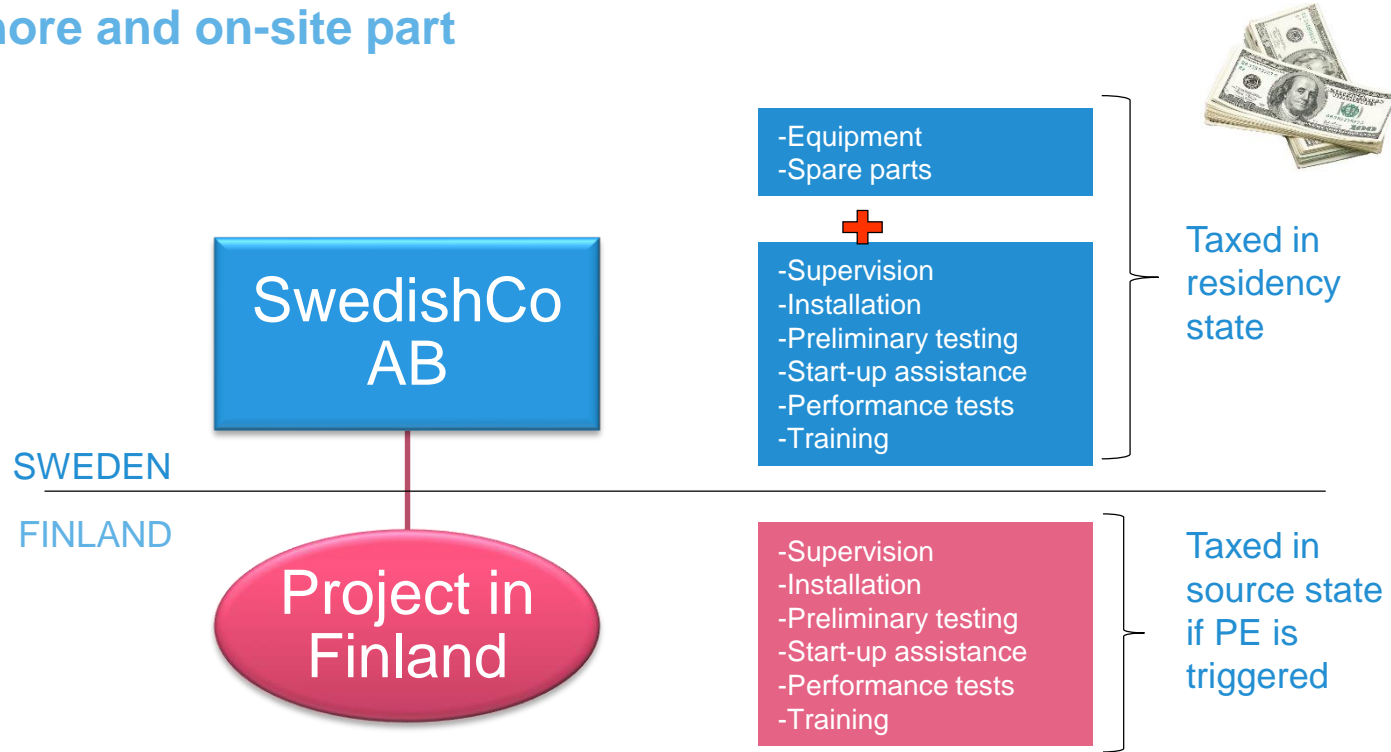 nore and on-site part
-Equipment
-Spare parts
SwedishCo
AB
-Supervision
-Installation
-Preliminary testing
-Start-up assistance
-Performance tests
-Training
Taxed in
residency
state
SWEDEN
FINLAND
Project in
Finland
-Supervision
-Installation
-Preliminary testing
-Start-up assistance
-Performance tests
-Training
Taxed in
source state
if PE is
triggered